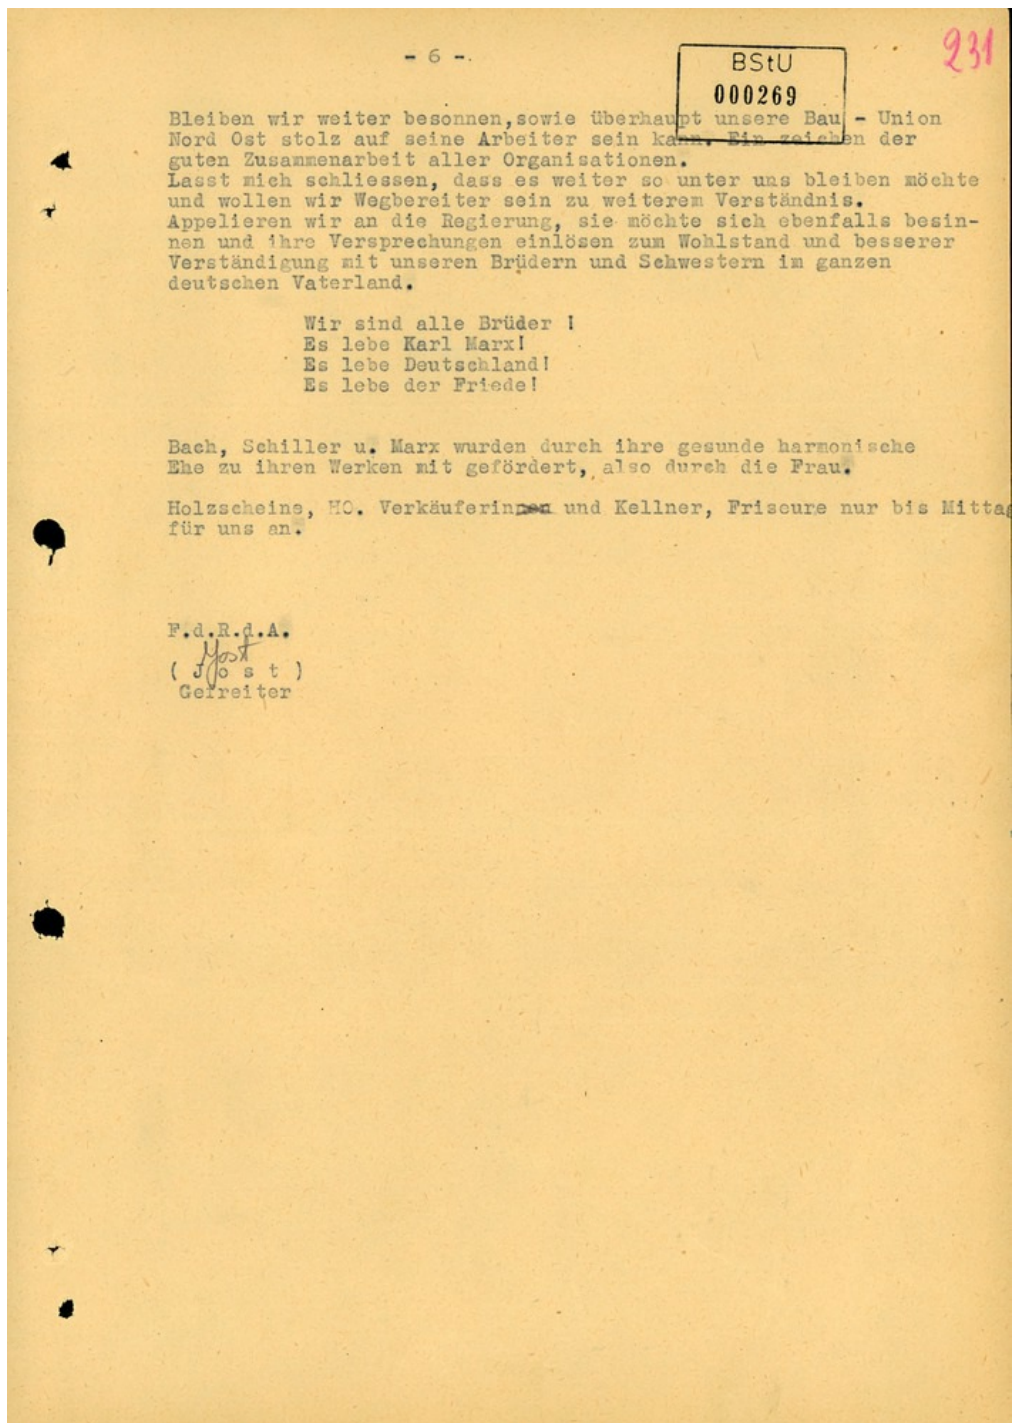 - 6 -.
231
BStU
000269
Bleiben wir weiter besonnen,sowie überhaupt unsere Bau - Union
Nord Ost stolz auf seine Arbeiter sein kann. Ein zeichen der
guten Zusammenarbeit aller Organisationen.
Lasst mich schliessen, dass es weiter so unter uns bleiben möchte
und wollen wir Wegbereiter sein zu weiterem Verständnis.
Appelieren wir an die Regierung, sie möchte sich ebenfalls besin-
nen und ihre Versprechungen einlösen zum Wohlstand und besserer
Verständigung mit unseren Brüdern und Schwestern im ganzen
deutschen Vaterland.
Wir sind alle Brüder !
Es lebe Karl Marx!
Es lebe Deutschland!
Es lebe der Friede!
Bach, Schiller u. Marx wurden durch ihre gesunde harmonische
Ehe zu ihren Werken mit gefördert, also durch die Frau.
Holzscheine, HO. Verkäuferinnen und Kellner, Friseure nur bis Mittag
für uns an.
F.d.R.d.A.
Jost
( J o s t )
Gefreiter